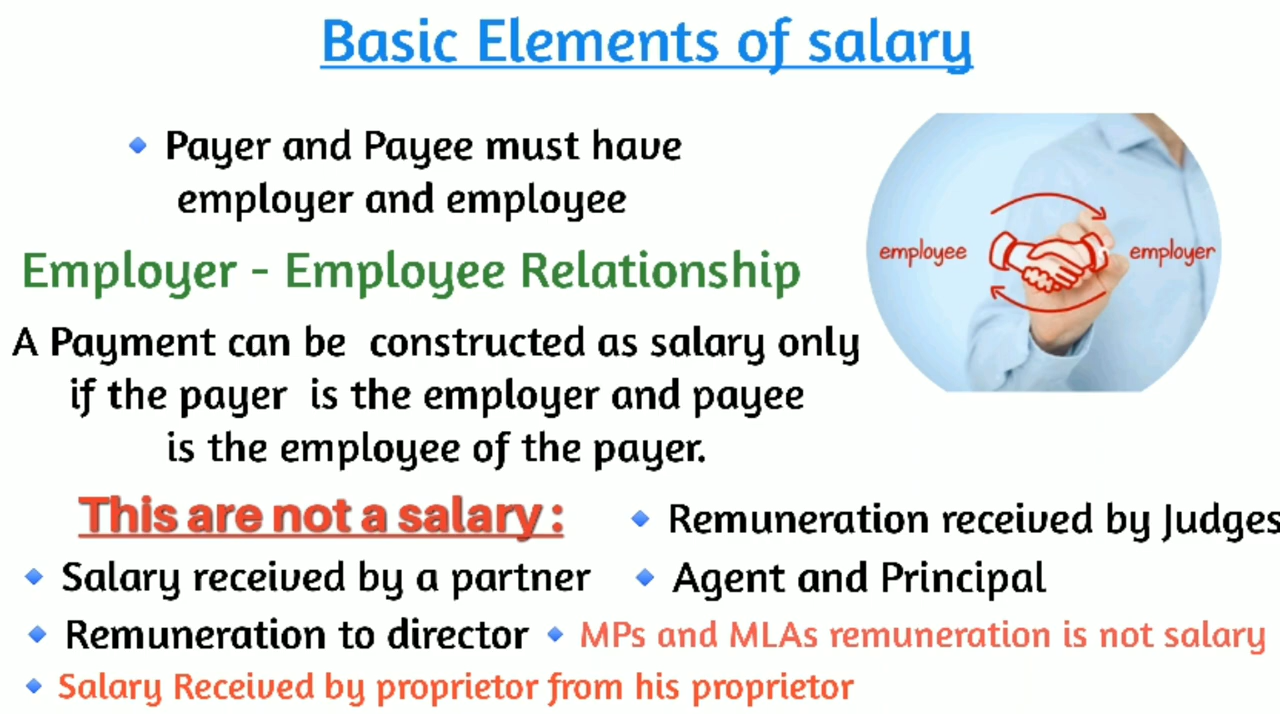 Basic Elements of salary
Payer and Payee must have
employer and employee
employee
employer
Employer - Employee Relationship
A Payment can be constructed as salary only
if the payer is the employer and payee
is the employee of the payer.
This are not a salary :
Remuneration received by Judges
Salary received by a partner
Agent and Principal
Remuneration to director
MPs and MLAs remuneration is not salary
Salary Received by proprietor from his proprietor